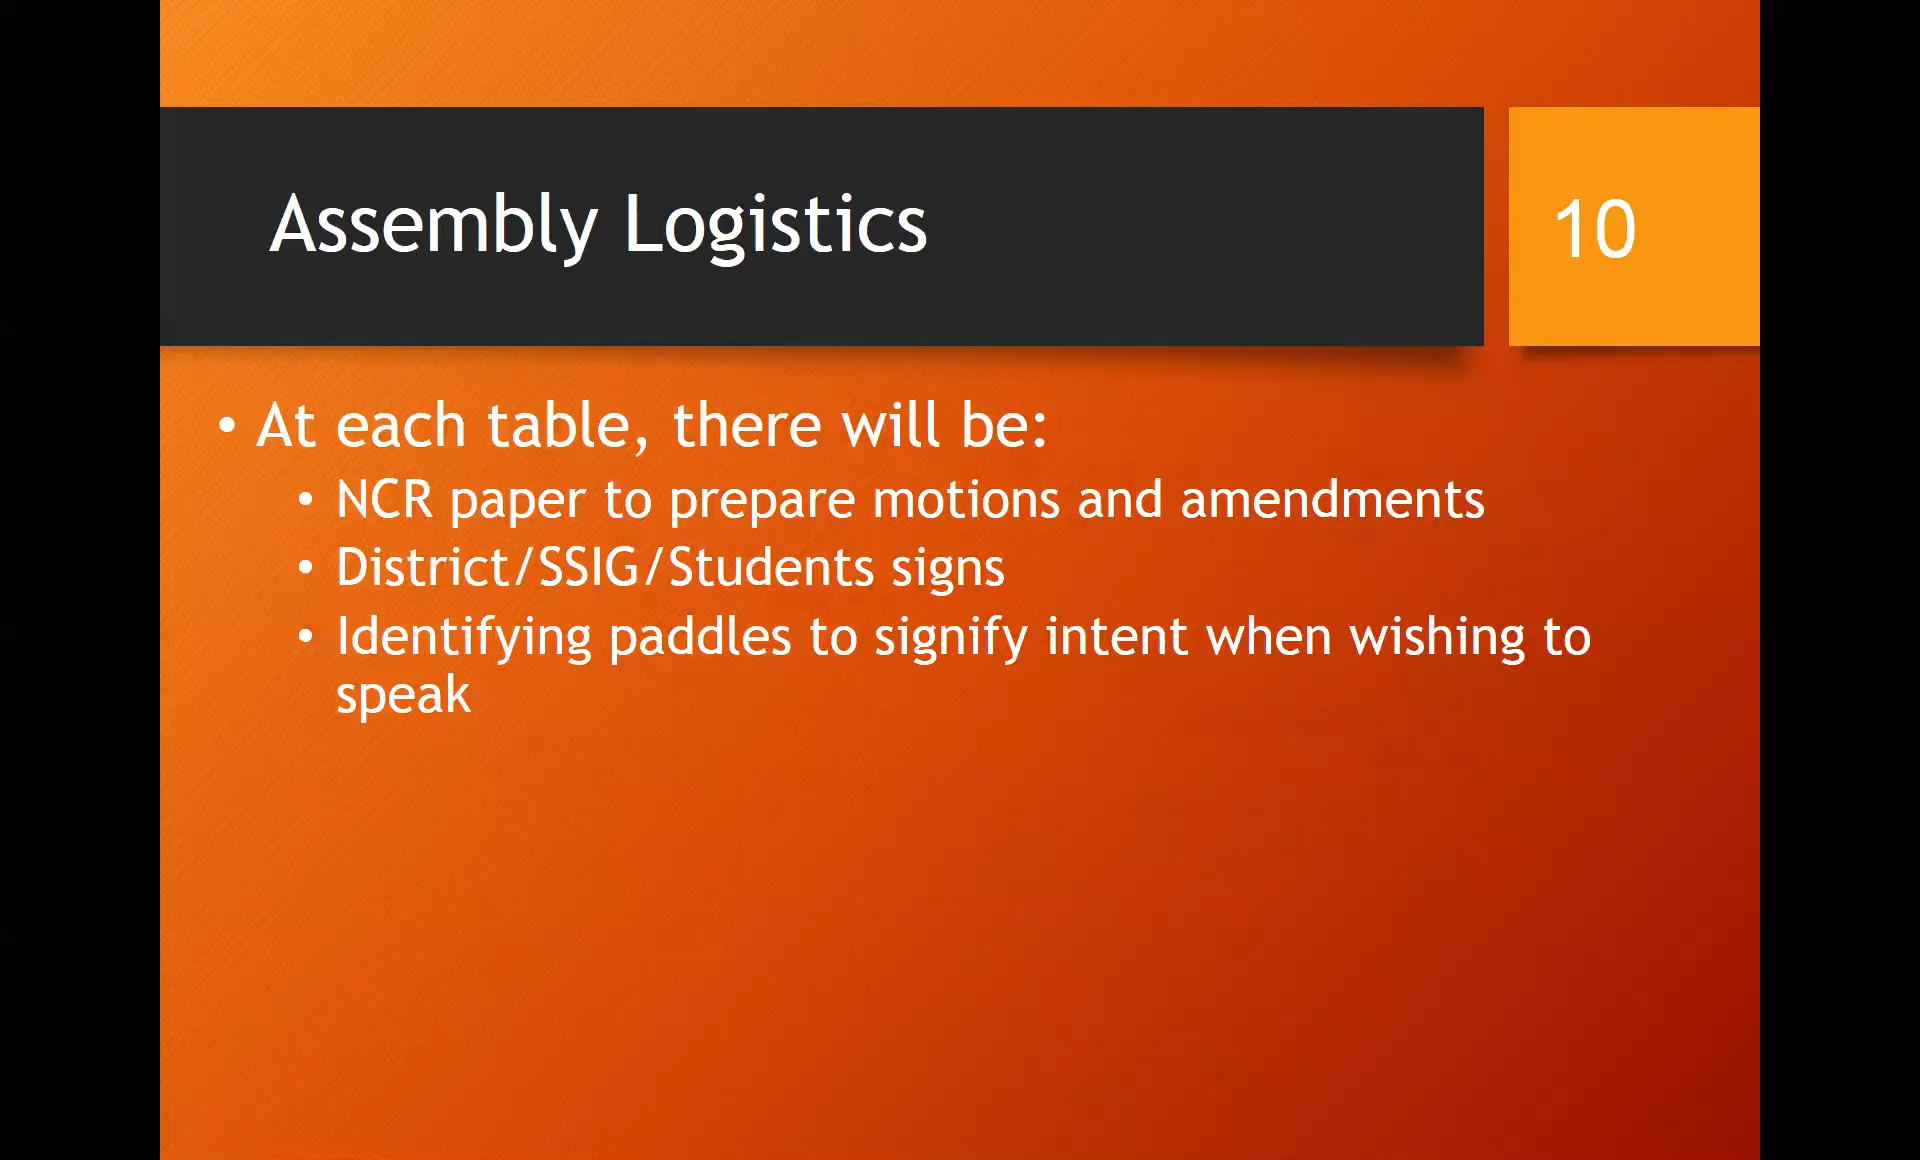 Assembly Logistics
10
• At each table, there will be:
• NCR paper to prepare motions and amendments
• District/SSIG/Students signs
• Identifying paddles to signify intent when wishing to
speak